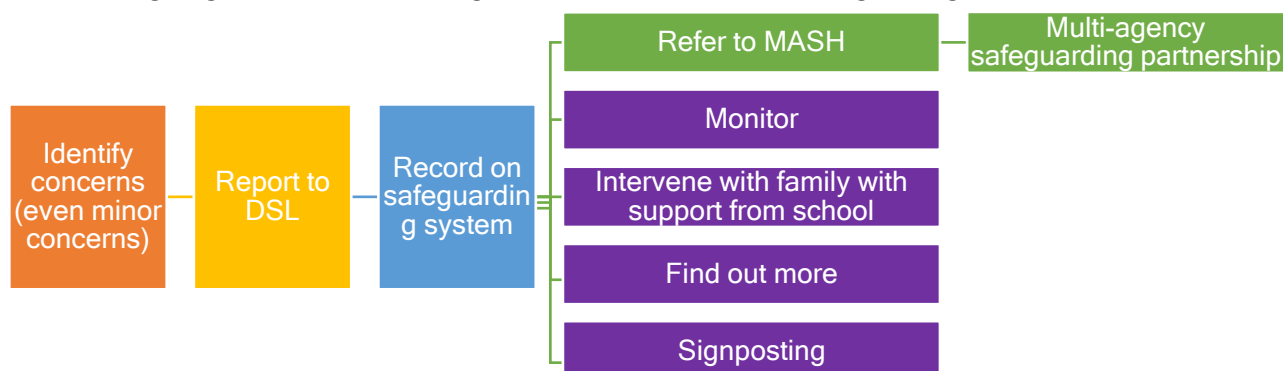 Identify
concerns
(even minor
concerns)
Report to
DSL
Record on
safeguardin
g system
Refer to MASH
Multi-agency
safeguarding partnership
Monitor
Intervene with family with
support from school
Find out more
Signposting